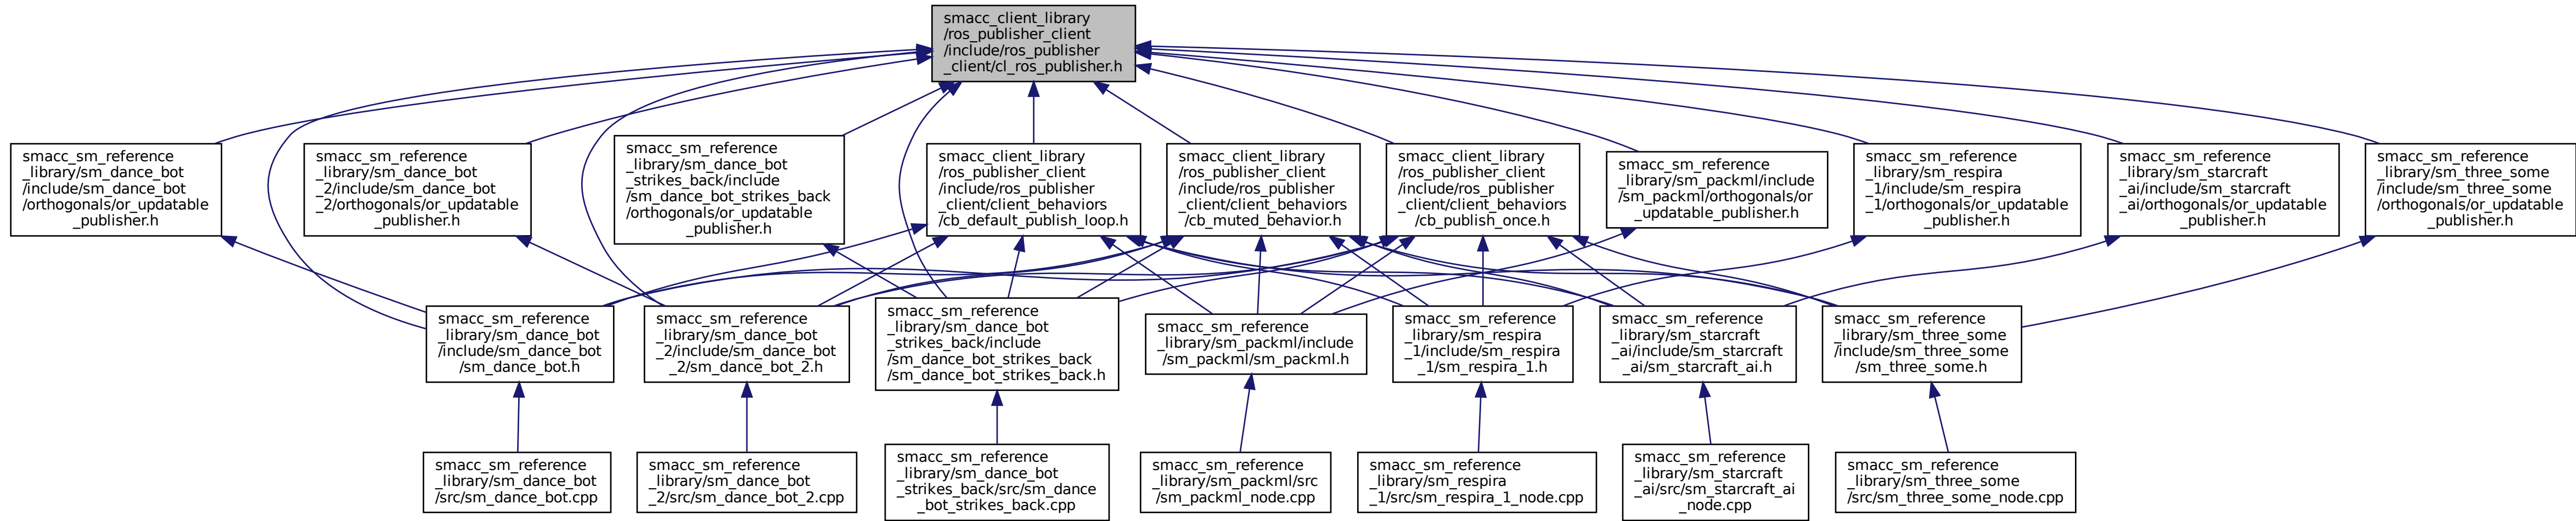 smacc_client_library
/ros_publisher_client
/include/ros_publisher
_client/cl_ros_publisher.h
smacc_sm_reference
_library/sm_dance_bot
/include/sm_dance_bot
/orthogonals/or_updatable
_publisher.h
smacc_sm_reference
_library/sm_dance_bot
_2/include/sm_dance_bot
_2/orthogonals/or_updatable
_publisher.h
smacc_sm_reference
_library/sm_dance_bot
_strikes_back/include
/sm_dance_bot_strikes_back
/orthogonals/or_updatable
_publisher.h
smacc_client_library
/ros_publisher_client
/include/ros_publisher
_client/client_behaviors
/cb_default_publish_loop.h
smacc_client_library
/ros_publisher_client
/include/ros_publisher
_client/client_behaviors
/cb_muted_behavior.h
smacc_client_library
/ros_publisher_client
/include/ros_publisher
_client/client_behaviors
/cb_publish_once.h
smacc_sm_reference
_library/sm_packml/include
/sm_packml/orthogonals/or
_updatable_publisher.h
smacc_sm_reference
_library/sm_respira
_1/include/sm_respira
_1/orthogonals/or_updatable
_publisher.h
smacc_sm_reference
_library/sm_starcraft
_ai/include/sm_starcraft
_ai/orthogonals/or_updatable
_publisher.h
smacc_sm_reference
_library/sm_three_some
/include/sm_three_some
/orthogonals/or_updatable
_publisher.h
smacc_sm_reference
_library/sm_dance_bot
/include/sm_dance_bot
/sm_dance_bot.h
smacc_sm_reference
_library/sm_dance_bot
_2/include/sm_dance_bot
_2/sm_dance_bot_2.h
smacc_sm_reference
_library/sm_dance_bot
_strikes_back/include
/sm_dance_bot_strikes_back
/sm_dance_bot_strikes_back.h
smacc_sm_reference
_library/sm_packml/include
/sm_packml/sm_packml.h
smacc_sm_reference
_library/sm_respira
_1/include/sm_respira
_1/sm_respira_1.h
smacc_sm_reference
_library/sm_starcraft
_ai/include/sm_starcraft
_ai/sm_starcraft_ai.h
smacc_sm_reference
_library/sm_three_some
/include/sm_three_some
/sm_three_some.h
smacc_sm_reference
_library/sm_dance_bot
/src/sm_dance_bot.cpp
smacc_sm_reference
_library/sm_dance_bot
_2/src/sm_dance_bot_2.cpp
smacc_sm_reference
_library/sm_dance_bot
_strikes_back/src/sm_dance
_bot_strikes_back.cpp
smacc_sm_reference
_library/sm_packml/src
/sm_packml_node.cpp
smacc_sm_reference
_library/sm_respira
_1/src/sm_respira_1_node.cpp
smacc_sm_reference
_library/sm_starcraft
_ai/src/sm_starcraft_ai
_node.cpp
smacc_sm_reference
_library/sm_three_some
/src/sm_three_some_node.cpp